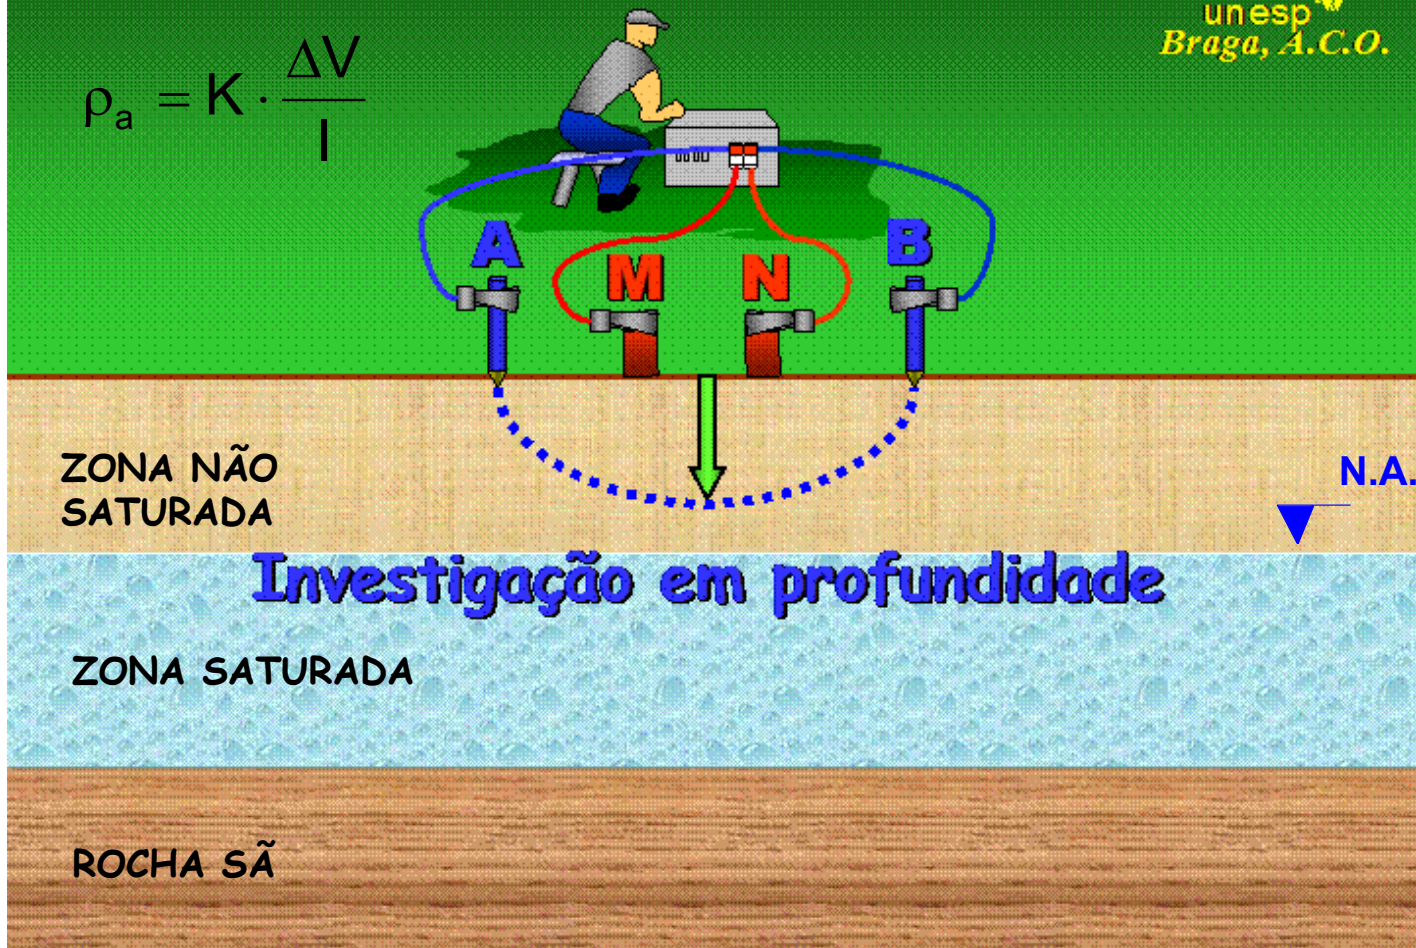 unesp
Braga, A.C.O.
ρa = K · ΔV / I
A
B
M
N
ZONA NÃO
SATURADA
N.A.
Investigação em profundidade
ZONA SATURADA
ROCHA SÃ